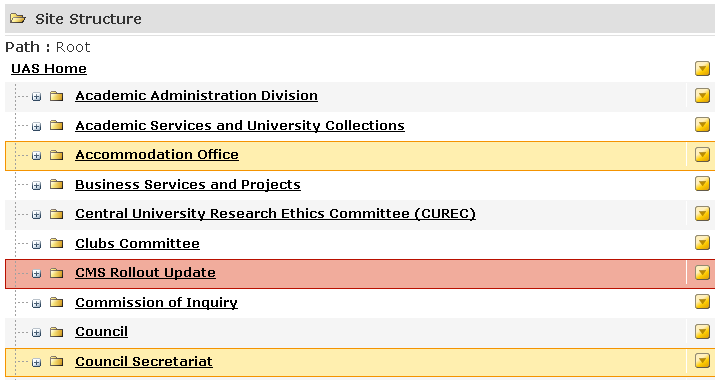 Site Structure
Path : Root
UAS Home
Academic Administration Division
Academic Services and University Collections
Accommodation Office
Business Services and Projects
Central University Research Ethics Committee (CUREC)
Clubs Committee
CMS Rollout Update
Commission of Inquiry
Council
Council Secretariat